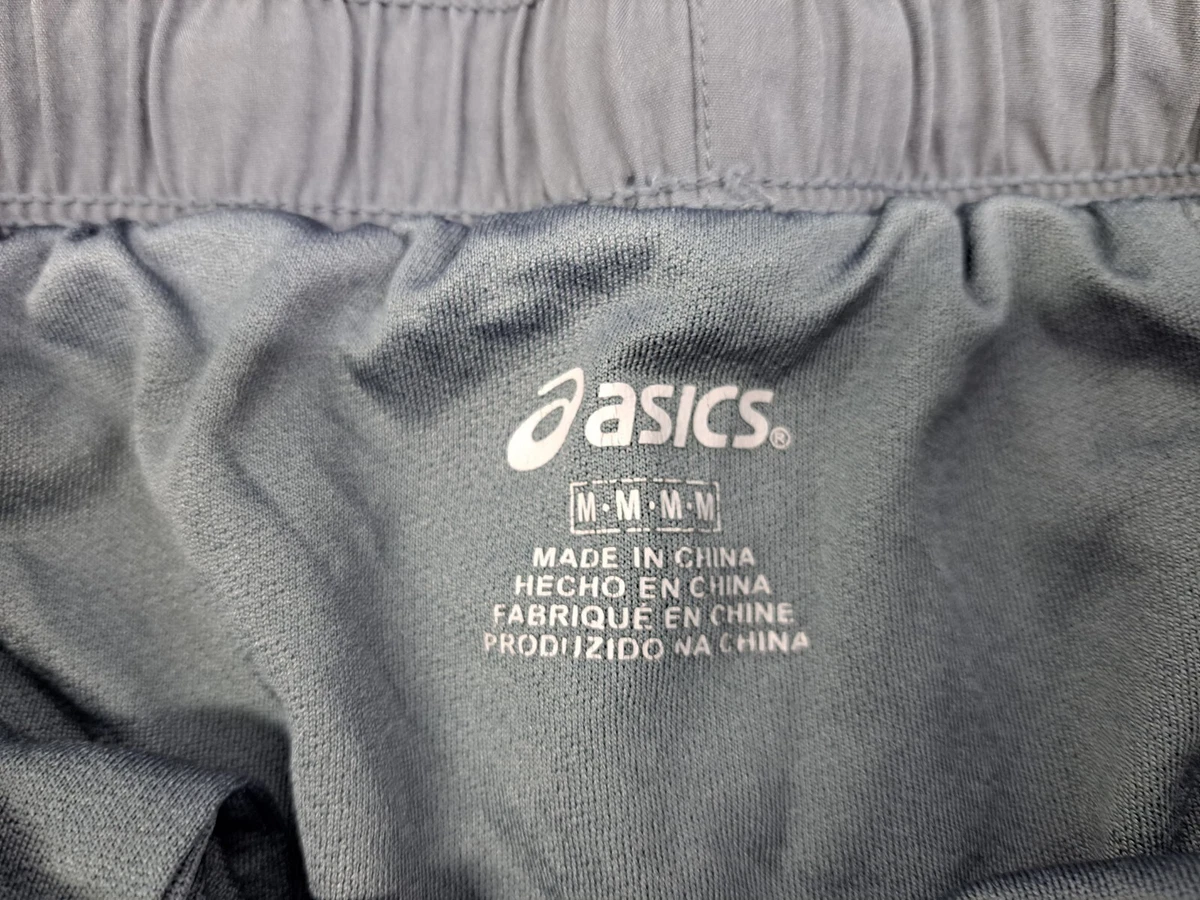 asics®
M·M·M·M
MADE IN CHINA
HECHO EN CHINA
FABRIQUÉ EN CHINE
PRODUZIDO NA CHINA